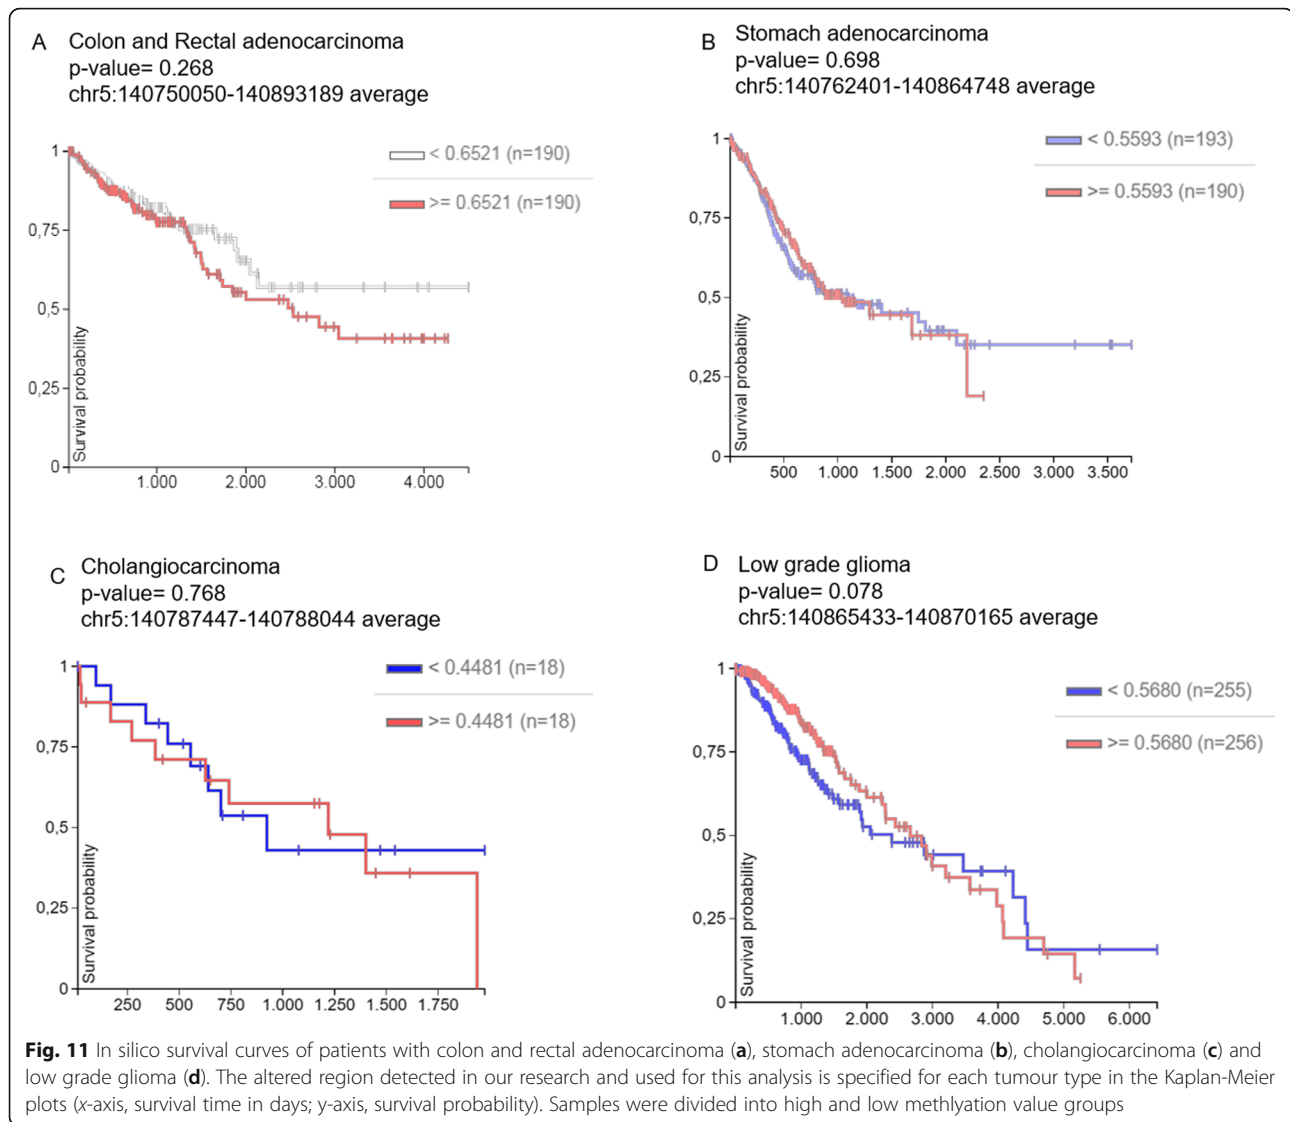 A
Colon and Rectal adenocarcinoma
p-value= 0.268
chr5:140750050-140893189 average
< 0.6521 (n=190)
>= 0.6521 (n=190)
1
0,75
0,5
0,25
0
Survival probability
1.000 2.000 3.000 4.000
B
Stomach adenocarcinoma
p-value= 0.698
chr5:140762401-140864748 average
< 0.5593 (n=193)
>= 0.5593 (n=190)
1
0,75
0,5
0,25
0
Survival probability
500 1.000 1.500 2.000 2.500 3.000 3.500
C
Cholangiocarcinoma
p-value= 0.768
chr5:140787447-140788044 average
< 0.4481 (n=18)
>= 0.4481 (n=18)
1
0,75
0,5
0,25
0
Survival probability
250 500 750 1.000 1.250 1.500 1.750
D
Low grade glioma
p-value= 0.078
chr5:140865433-140870165 average
< 0.5680 (n=255)
>= 0.5680 (n=256)
1
0,75
0,5
0,25
0
Survival probability
1.000 2.000 3.000 4.000 5.000 6.000
Fig. 11 In silico survival curves of patients with colon and rectal adenocarcinoma (a), stomach adenocarcinoma (b), cholangiocarcinoma (c) and
low grade glioma (d). The altered region detected in our research and used for this analysis is specified for each tumour type in the Kaplan-Meier
plots (x-axis, survival time in days; y-axis, survival probability). Samples were divided into high and low methlyation value groups